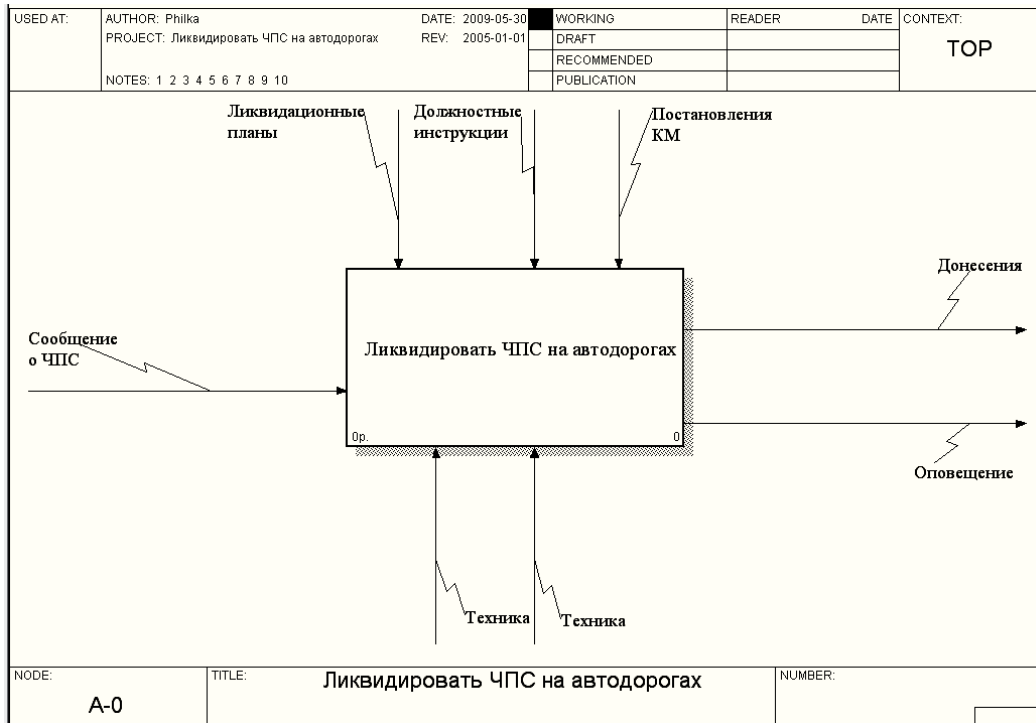 USED AT:
AUTHOR: Philka
DATE: 2009-05-30
WORKING
READER
DATE
CONTEXT:
PROJECT: Ликвидировать ЧПС на автодорогах
REV: 2005-01-01
DRAFT
TOP
RECOMMENDED
NOTES: 1 2 3 4 5 6 7 8 9 10
PUBLICATION
Ликвидационные
планы
Должностные
инструкции
Постановления
КМ
Донесения
Сообщение
о ЧПС
Ликвидировать ЧПС на автодорогах
0р.
0
Оповещение
Техника
Техника
NODE:
TITLE:
Ликвидировать ЧПС на автодорогах
NUMBER:
A-0